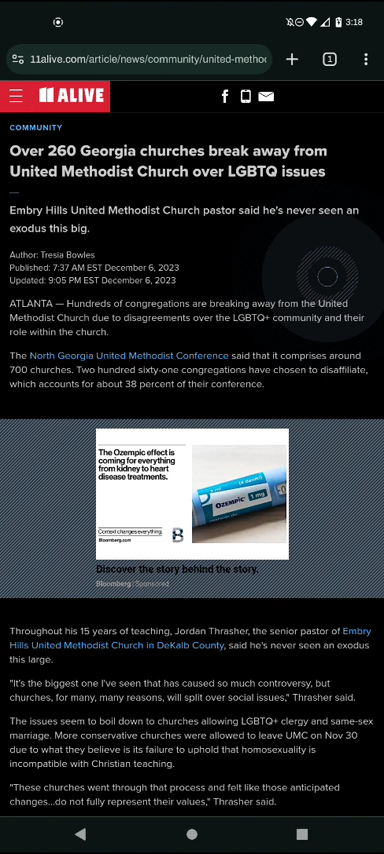 3:18
11alive.com/article/news/community/united-method
1
11 ALIVE
COMMUNITY
Over 260 Georgia churches break away from
United Methodist Church over LGBTQ issues
Embry Hills United Methodist Church pastor said he's never seen an
exodus this big.
Author: Tresia Bowles
Published: 7:37 AM EST December 6, 2023
Updated: 9:05 PM EST December 6, 2023
ATLANTA — Hundreds of congregations are breaking away from the United
Methodist Church due to disagreements over the LGBTQ+ community and their
role within the church.
The North Georgia United Methodist Conference said that it comprises around
700 churches. Two hundred sixty-one congregations have chosen to disaffiliate,
which accounts for about 38 percent of their conference.
The Ozempic effect is
coming for everything
from kidney to heart
disease treatments.
OZEMPIC 1 mg
Context changes everything.
Bloomberg.com
B
Discover the story behind the story.
Bloomberg | Sponsored
Throughout his 15 years of teaching, Jordan Thrasher, the senior pastor of Embry
Hills United Methodist Church in DeKalb County, said he's never seen an exodus
this large.
"It's the biggest one I've seen that has caused so much controversy, but
churches, for many, many reasons, will split over social issues," Thrasher said.
The issues seem to boil down to churches allowing LGBTQ+ clergy and same-sex
marriage. More conservative churches were allowed to leave UMC on Nov 30
due to what they believe is its failure to uphold that homosexuality is
incompatible with Christian teaching.
"These churches went through that process and felt like those anticipated
changes...do not fully represent their values," Thrasher said.